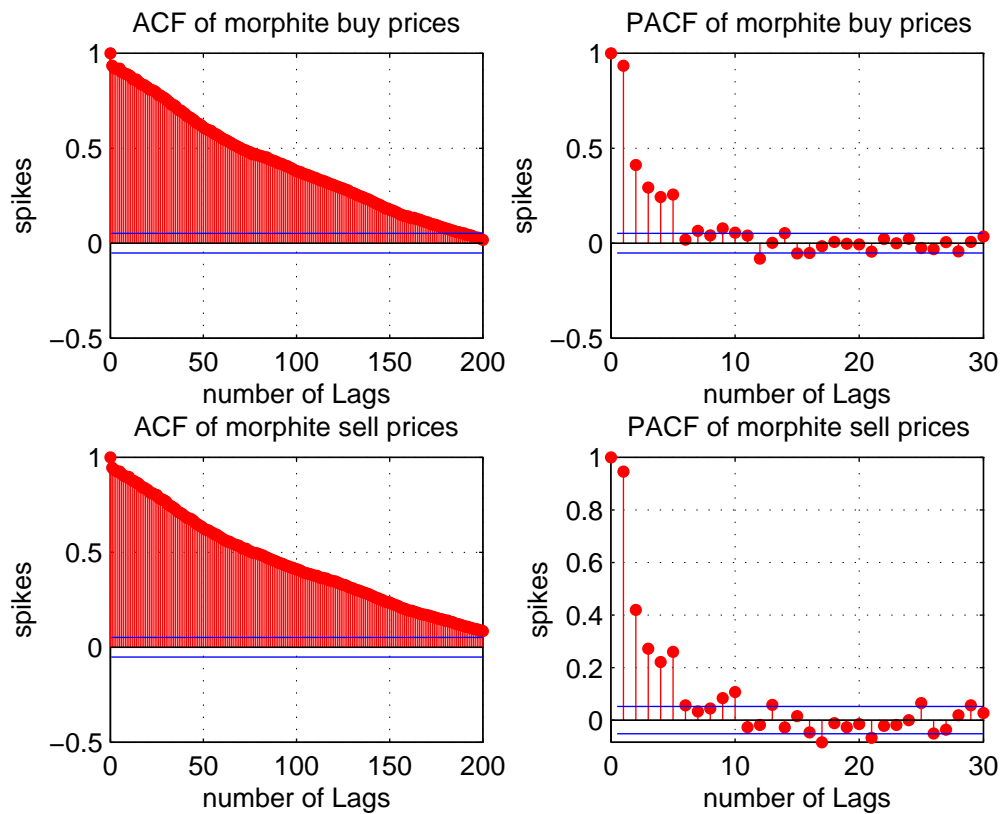 ACF of morphite buy prices
1
0.5
0
−0.5
spikes
0 50 100 150 200
number of Lags
PACF of morphite buy prices
1
0.5
0
−0.5
spikes
0 10 20 30
number of Lags
ACF of morphite sell prices
1
0.5
0
−0.5
spikes
0 50 100 150 200
number of Lags
PACF of morphite sell prices
1
0.8
0.6
0.4
0.2
0
spikes
0 10 20 30
number of Lags